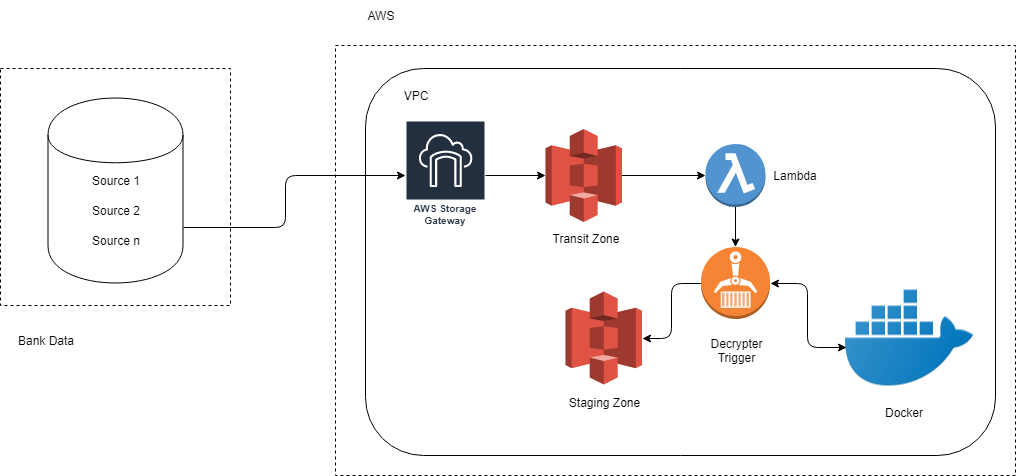 AWS
VPC
Source 1
Source 2
Source n
AWS Storage
Gateway
Transit Zone
Lambda
Bank Data
Decrypter
Trigger
Staging Zone
Docker